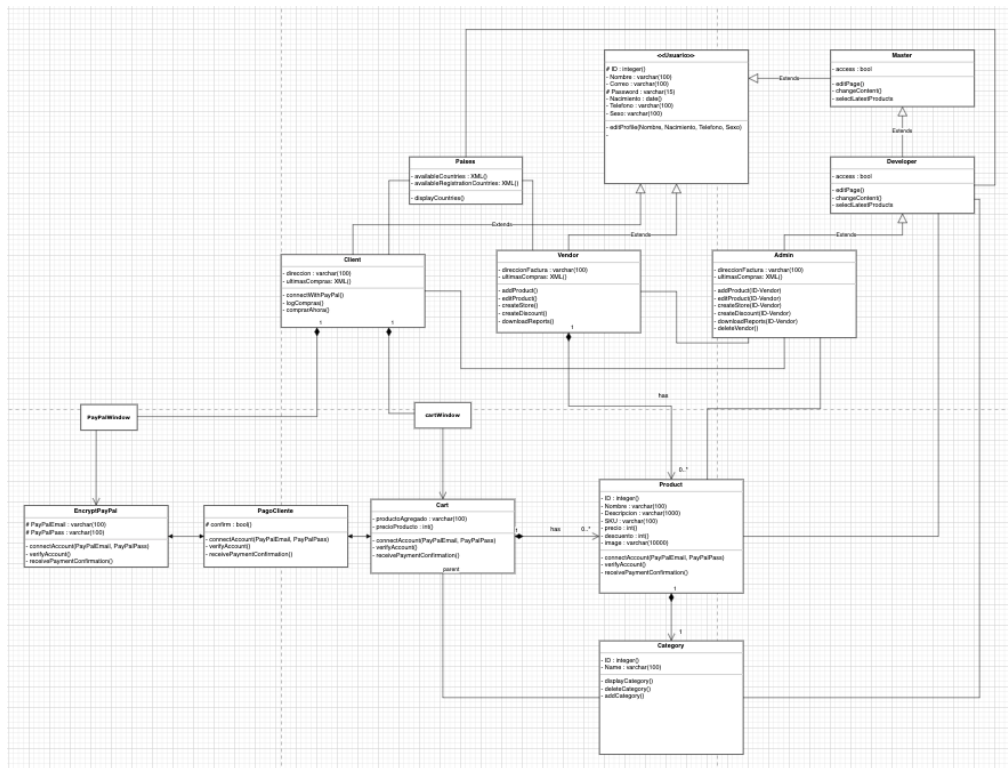 <<Usuario>>
# ID : integer()
- Nombre : varchar(100)
- Correo : varchar(100)
# Password : varchar(15)
- Nacimiento : date()
- Telefono : varchar(100)
- Sexo: varchar(100)
- editProfile(Nombre, Nacimiento, Telefono, Sexo)
-
Extends
Master
- access : bool
- editPage()
- changeContent()
- selectLatestProducts
Extends
Developer
- access : bool
- editPage()
- changeContent()
- selectLatestProducts
Paises
- availableCountries : XML()
- availableRegistrationCountries: XML()
- displayCountries()
Extends
Extends
Extends
Client
- direccion : varchar(100)
- ultimasCompras: XML()
- connectWithPayPal()
- logCompras()
- comprarAhora()
1
1
Vendor
- direccionFactura : varchar(100)
- ultimasCompras: XML()
- addProduct()
- editProduct()
- createStore()
- createDiscount()
- downloadReports()
1
Admin
- direccionFactura : varchar(100)
- ultimasCompras: XML()
- addProduct(ID-Vendor)
- editProduct(ID-Vendor)
- createStore(ID-Vendor)
- createDiscount(ID-Vendor)
- downloadReports(ID-Vendor)
- deleteVendor()
PayPalWindow
cartWindow
has
0..*
EncryptPayPal
# PayPalEmail : varchar(100)
# PayPalPass : varchar(100)
- connectAccount(PayPalEmail, PayPalPass)
- verifyAccount()
- receivePaymentConfirmation()
PagoCliente
# confirm : bool()
- connectAccount(PayPalEmail, PayPalPass)
- verifyAccount()
- receivePaymentConfirmation()
Cart
- productoAgregado : varchar(100)
- precioProducto : int()
- connectAccount(PayPalEmail, PayPalPass)
- verifyAccount()
- receivePaymentConfirmation()
parent
1
has
0..*
Product
- ID : integer()
- Nombre : varchar(100)
- Descripcion : varchar(1000)
- SKU : varchar(100)
- precio : int()
- descuento : int()
- image : varchar(10000)
- connectAccount(PayPalEmail, PayPalPass)
- verifyAccount()
- receivePaymentConfirmation()
1
1
Category
- ID : integer()
- Name : varchar(100)
- displayCategory()
- deleteCategory()
- addCategory()